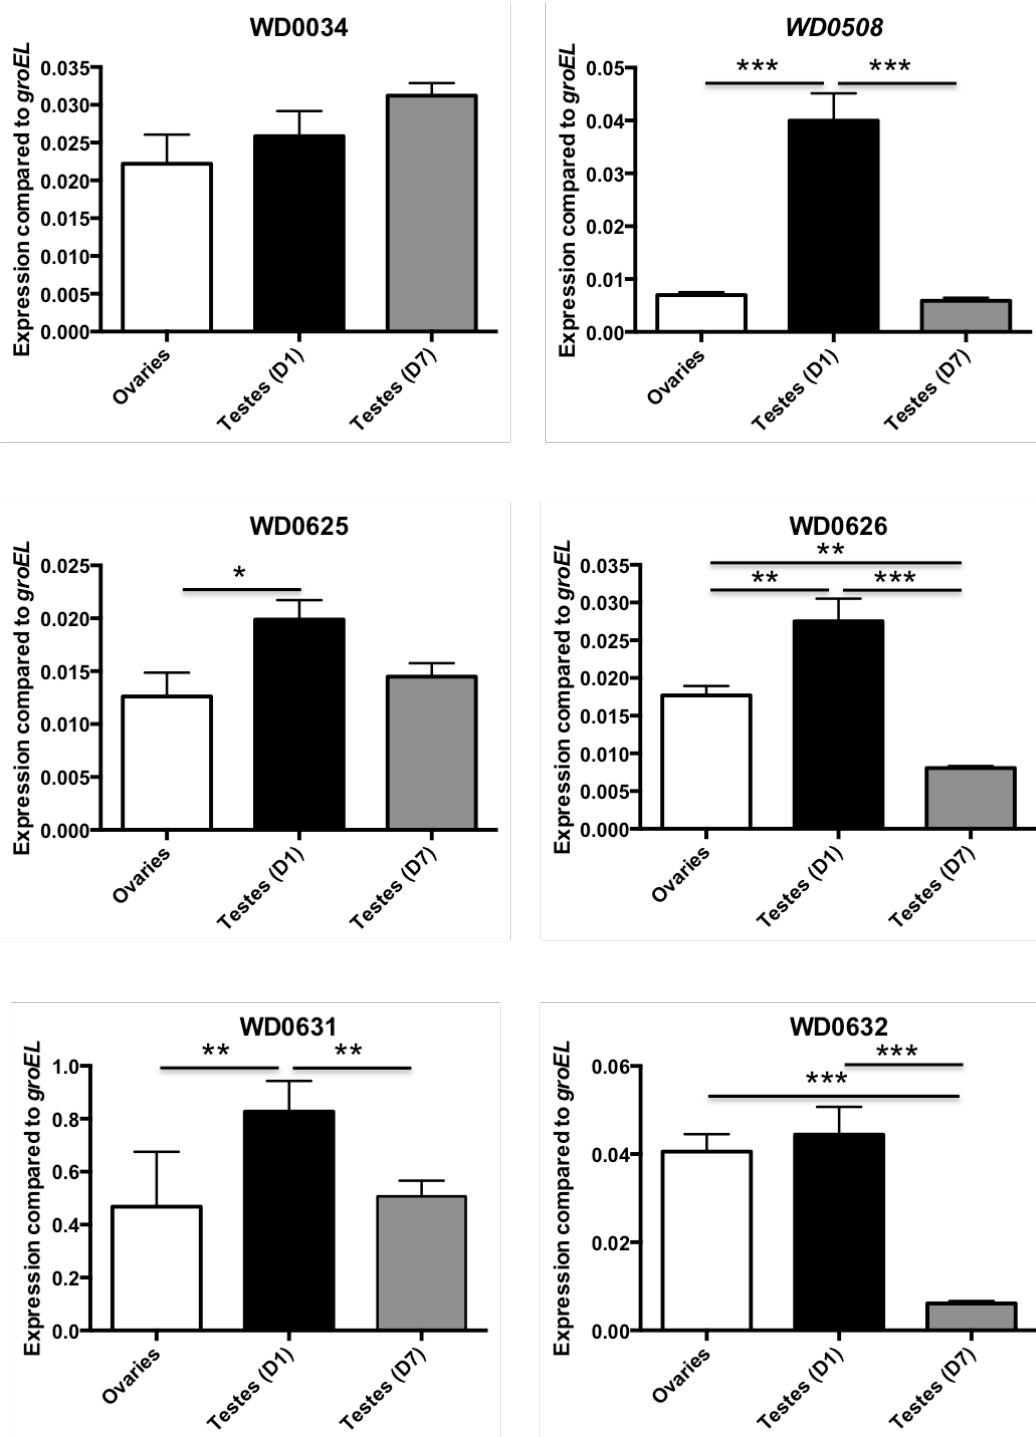 WD0034
Expression compared to groEL
0.035
0.030
0.025
0.020
0.015
0.010
0.005
0.000
Ovaries
Testes (D1)
Testes (D7)
WD0508
Expression compared to groEL
*** ***
0.05
0.04
0.03
0.02
0.01
0.00
Ovaries
Testes (D1)
Testes (D7)
WD0625
Expression compared to groEL
*
0.025
0.020
0.015
0.010
0.005
0.000
Ovaries
Testes (D1)
Testes (D7)
WD0626
Expression compared to groEL
**
** ***
0.035
0.030
0.025
0.020
0.015
0.010
0.005
0.000
Ovaries
Testes (D1)
Testes (D7)
WD0631
Expression compared to groEL
** **
1.0
0.8
0.6
0.4
0.2
0.0
Ovaries
Testes (D1)
Testes (D7)
WD0632
Expression compared to groEL
***
***
0.06
0.04
0.02
0.00
Ovaries
Testes (D1)
Testes (D7)